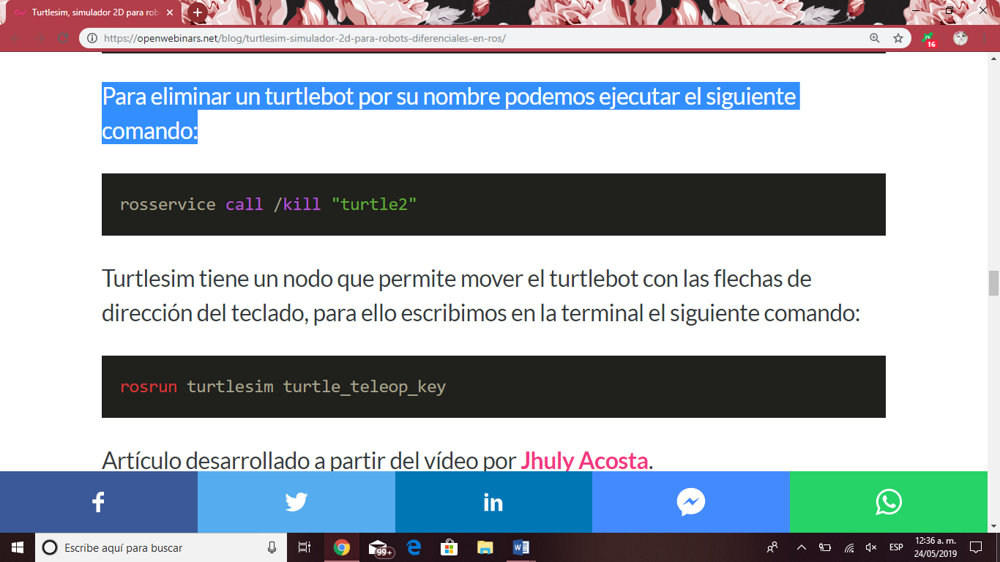 Turtlesim, simulador 2D para rob
https://openwebinars.net/blog/turtlesim-simulador-2d-para-robots-diferenciales-en-ros/
16
Para eliminar un turtlebot por su nombre podemos ejecutar el siguiente
comando:
rosservice call /kill "turtle2"
Turtlesim tiene un nodo que permite mover el turtlebot con las flechas de
dirección del teclado, para ello escribimos en la terminal el siguiente comando:
rosrun turtlesim turtle_teleop_key
Artículo desarrollado a partir del vídeo por Jhuly Acosta.
Escribe aquí para buscar
99+
ESP
12:36 a. m.
24/05/2019